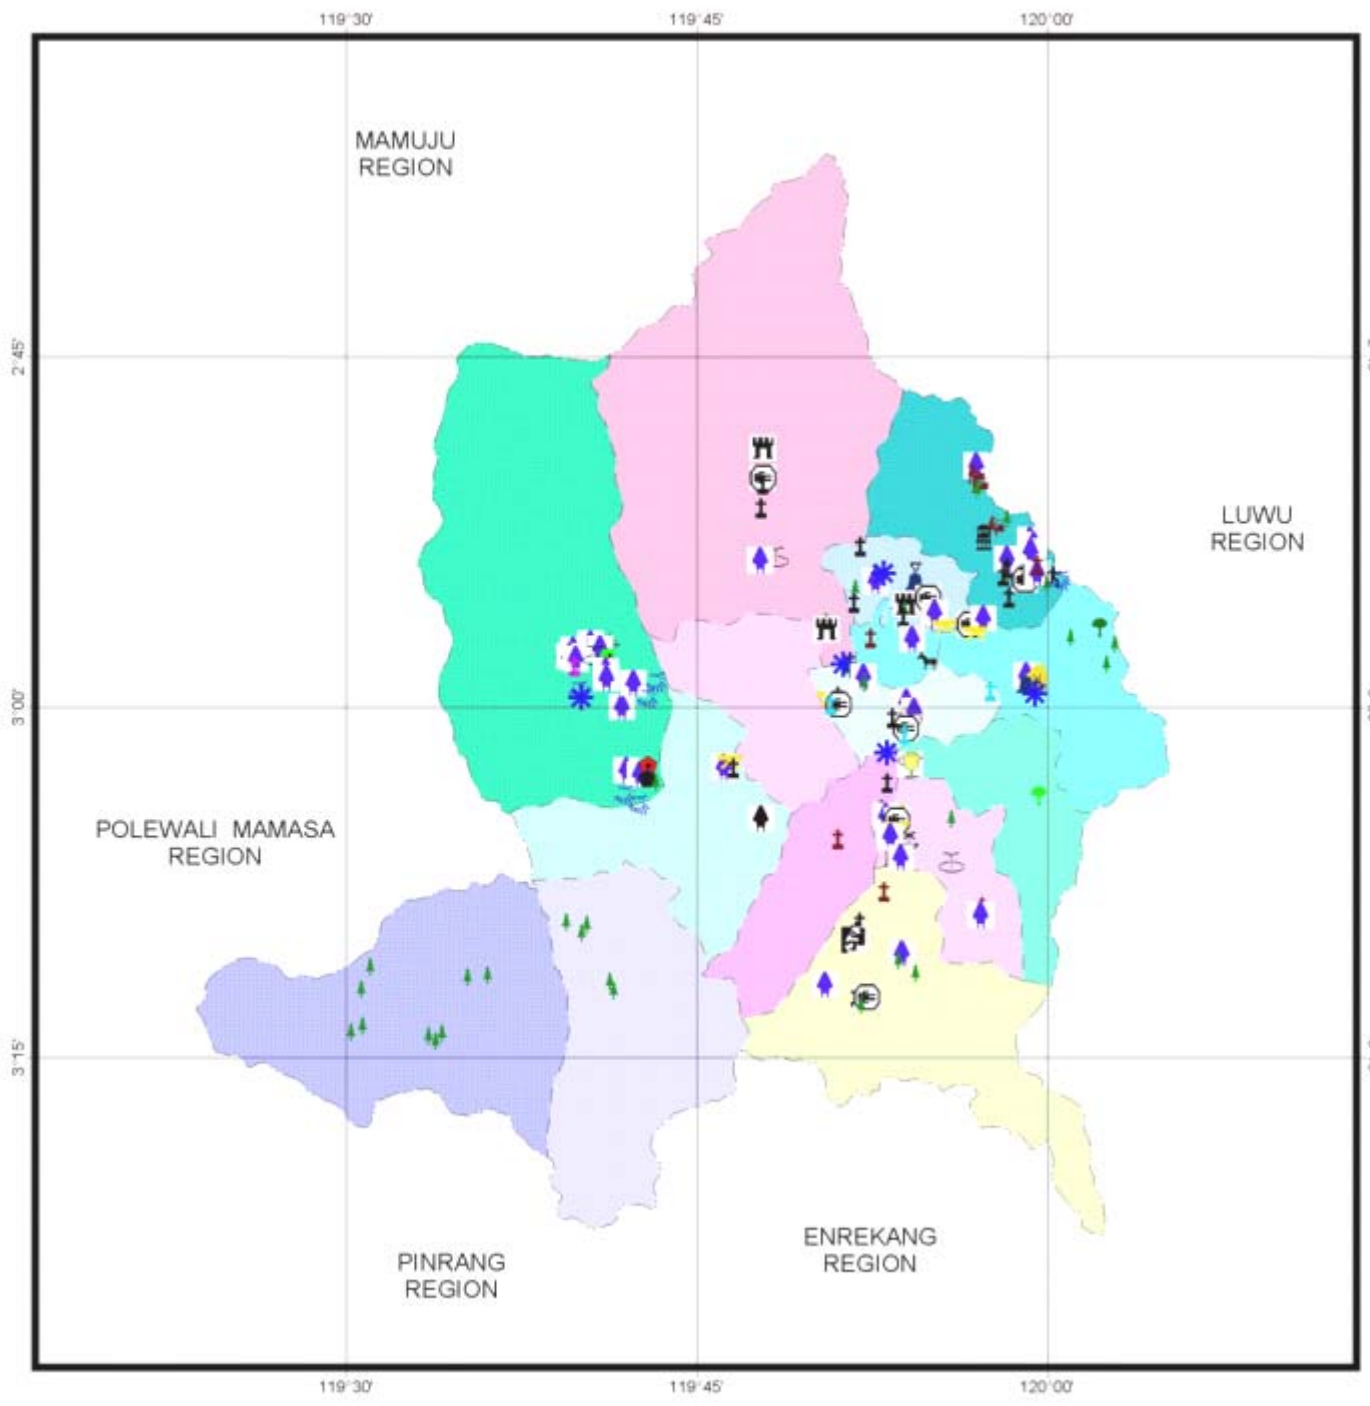 119°30'
119°45'
120°00'
MAMUJU
REGION
2°45'
LUWU
REGION
3°00'
POLEWALI MAMASA
REGION
3°15'
ENREKANG
REGION
PINRANG
REGION
119°30'
119°45'
120°00'